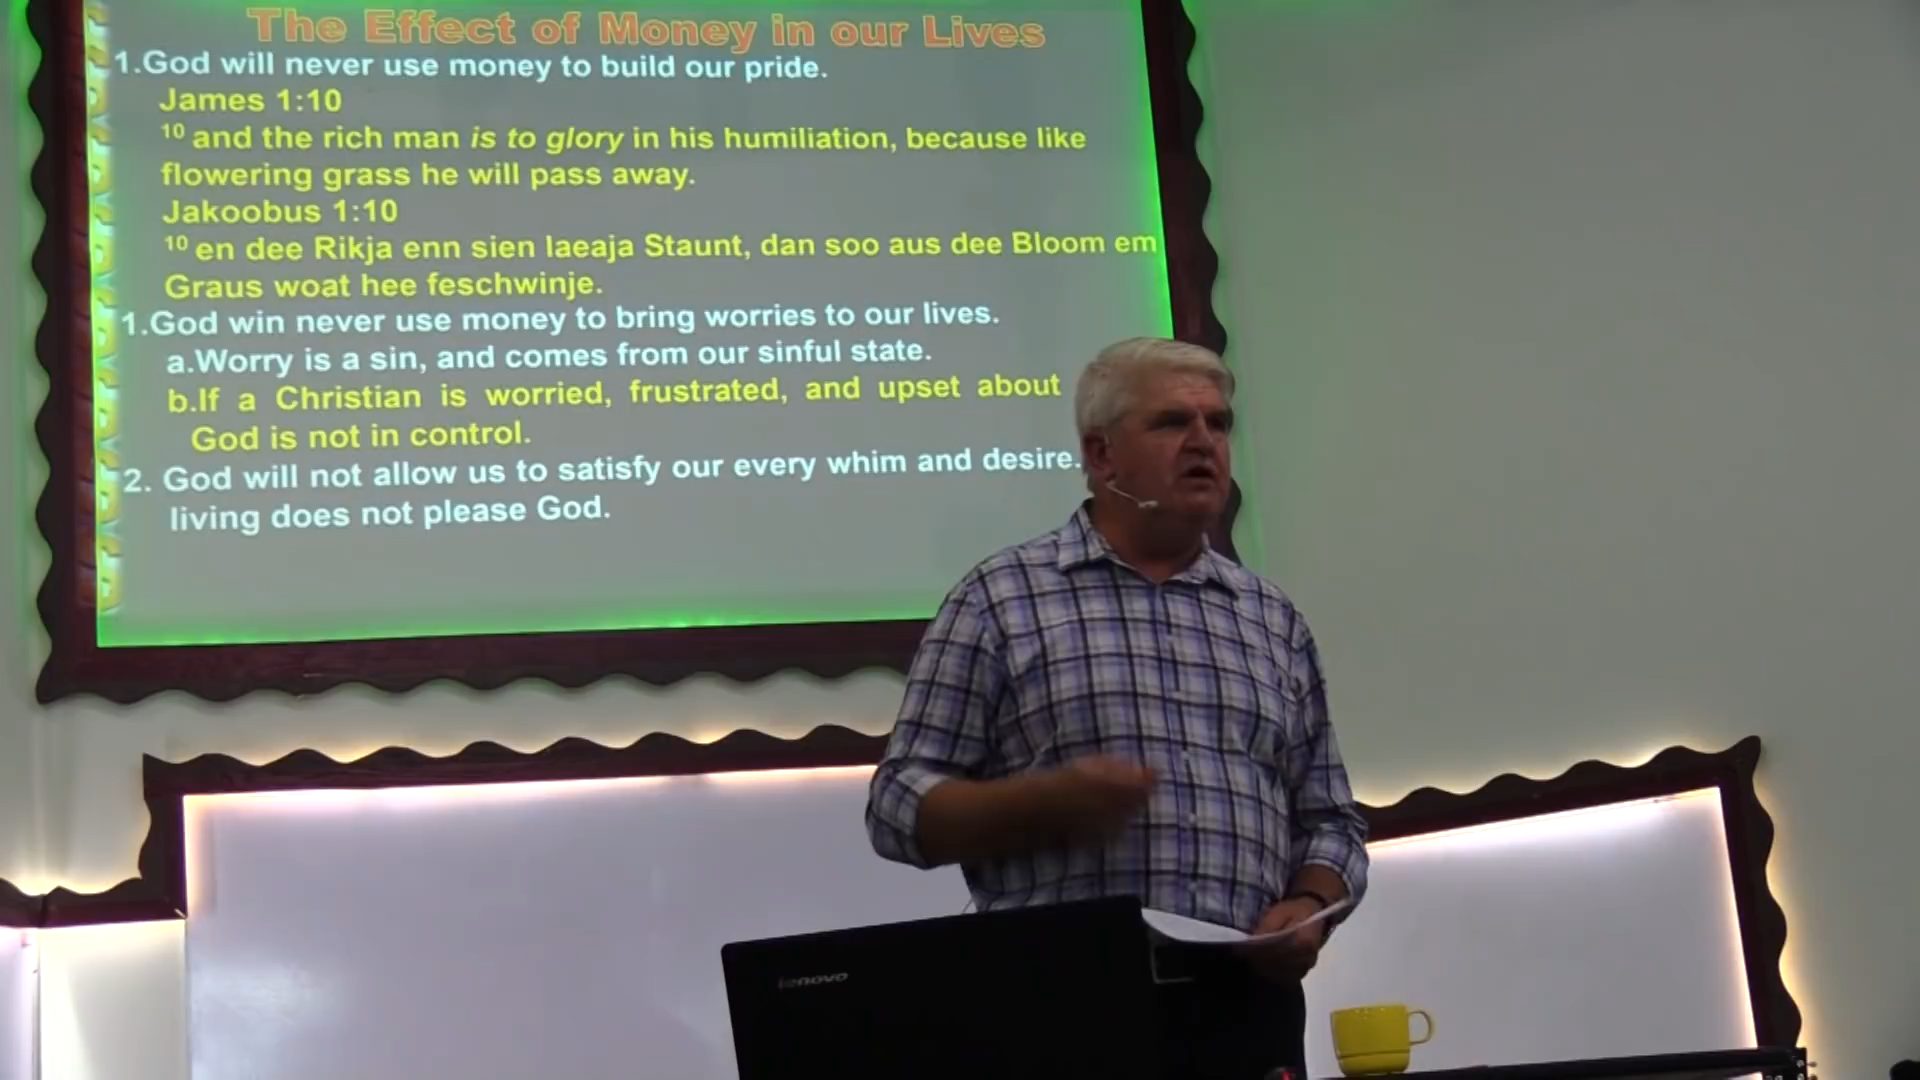 The Effect of Money in our Lives
1.God will never use money to build our pride.
James 1:10
10 and the rich man is to glory in his humiliation, because like
flowering grass he will pass away.
Jakoobus 1:10
10 en dee Rikja enn sien laeaja Staunt, dan soo aus dee Bloom em
Graus woat hee feschwinje.
1.God win never use money to bring worries to our lives.
a.Worry is a sin, and comes from our sinful state.
b.If a Christian is worried, frustrated, and upset about
God is not in control.
2. God will not allow us to satisfy our every whim and desire.
living does not please God.
lenovo